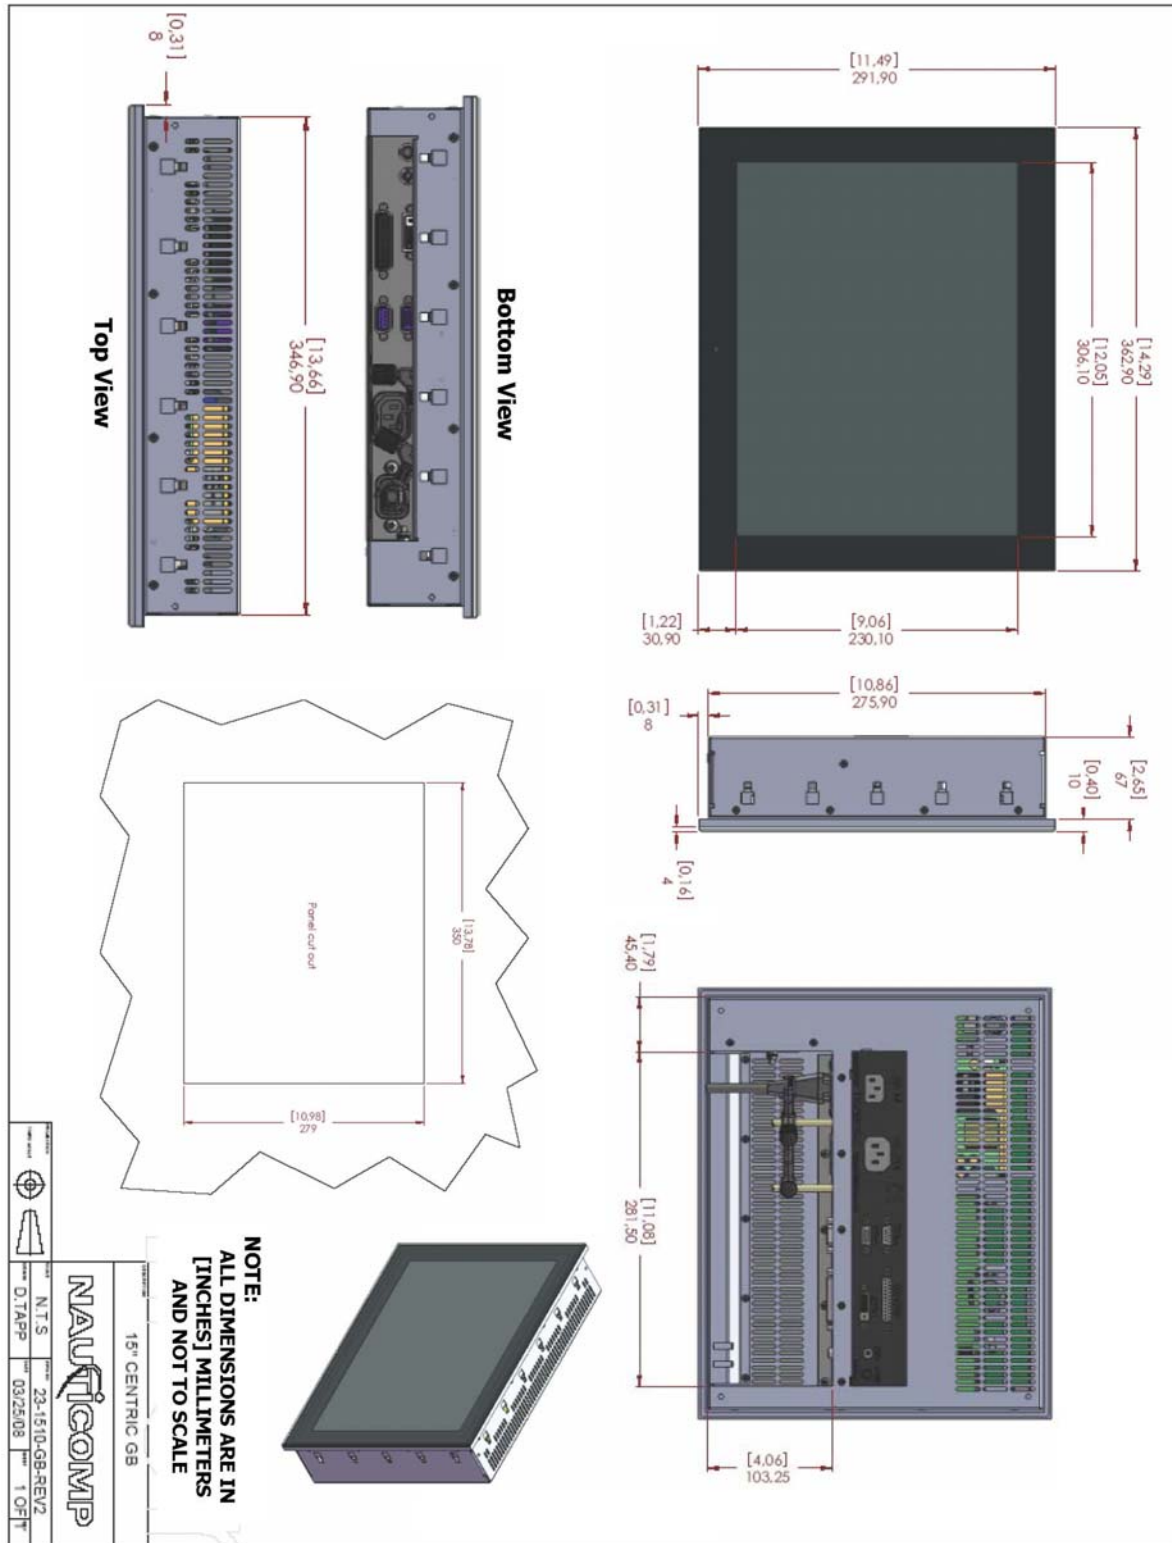 [11,49]
291,90
[14,29]
362,90
[12,05]
306,10
[1,22]
30,90
[9,06]
230,10
[0,31]
8
[13,66]
346,90
Bottom View
Top View
[10,86]
275,90
[0,31]
8
[2,65]
67
[0,40]
10
[0,16]
4
[13,78]
350
Panel cut out
[10,98]
279
[1,79]
45,40
[11,08]
281,50
[4,06]
103,25
NOTE:
ALL DIMENSIONS ARE IN
[INCHES] MILLIMETERS
AND NOT TO SCALE
15" CENTRIC GB
NAUTICOMP
N.T.S
23-1510-GB-REV2
D.TAPP
03/25/08
1 OF 1